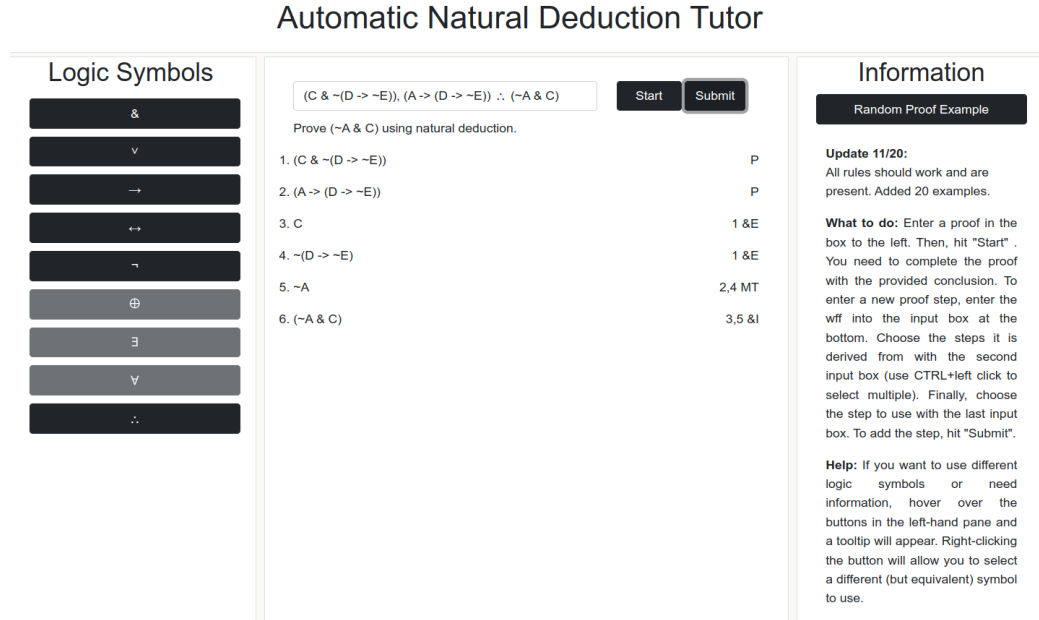 Automatic Natural Deduction Tutor
Logic Symbols
&
∨
→
↔
¬
⊕
∃
∀
∴
(C & ~(D -> ~E)), (A -> (D -> ~E)) ∴ (~A & C)
Start
Submit
Prove (~A & C) using natural deduction.
1. (C & ~(D -> ~E)) P
2. (A -> (D -> ~E)) P
3. C 1 &E
4. ~(D -> ~E) 1 &E
5. ~A 2,4 MT
6. (~A & C) 3,5 &I
Information
Random Proof Example
Update 11/20:
All rules should work and are
present. Added 20 examples.
What to do: Enter a proof in the
box to the left. Then, hit "Start" .
You need to complete the proof
with the provided conclusion. To
enter a new proof step, enter the
wff into the input box at the
bottom. Choose the steps it is
derived from with the second
input box (use CTRL+left click to
select multiple). Finally, choose
the step to use with the last input
box. To add the step, hit "Submit".
Help: If you want to use different
logic symbols or need
information, hover over the
buttons in the left-hand pane and
a tooltip will appear. Right-clicking
the button will allow you to select
a different (but equivalent) symbol
to use.